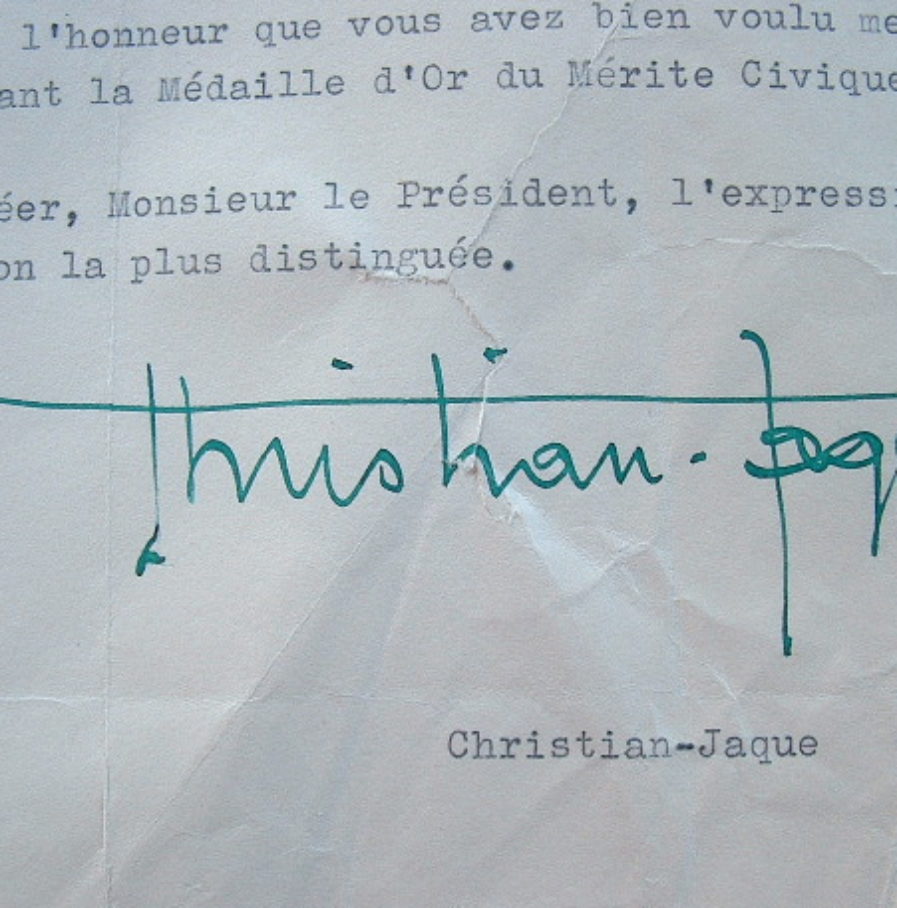 l'honneur que vous avez bien voulu me
ant la Médaille d'Or du Mérite Civique
éer, Monsieur le Président, l'express
on la plus distinguée.
Christian-Jaq
Christian-Jaque